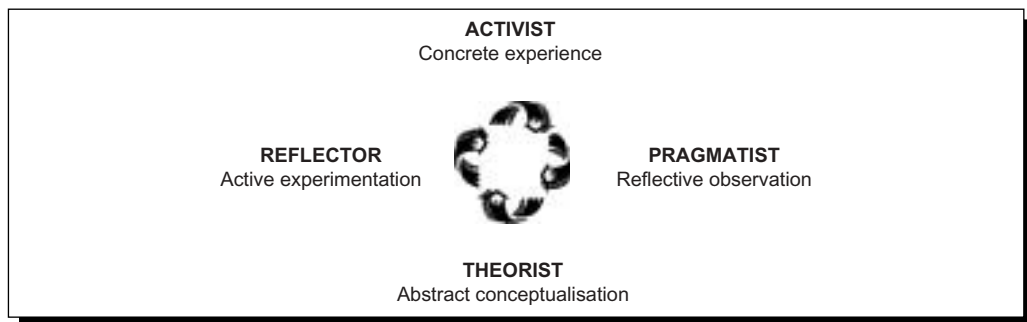 ACTIVIST
Concrete experience
REFLECTOR
Active experimentation
PRAGMATIST
Reflective observation
THEORIST
Abstract conceptualisation